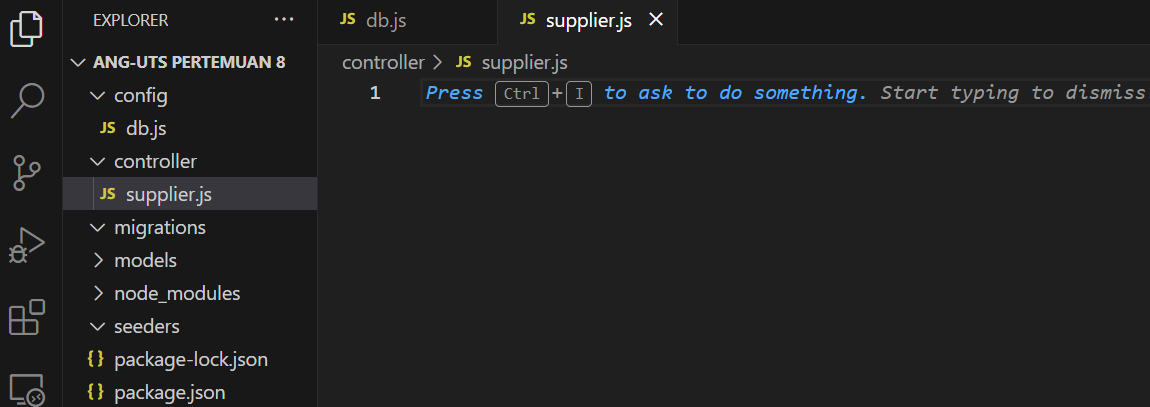 EXPLORER ···
ANG-UTS PERTEMUAN 8
config
JS db.js
controller
JS supplier.js
migrations
models
node_modules
seeders
{} package-lock.json
{} package.json
JS db.js JS supplier.js
controller > JS supplier.js
1 Press Ctrl+I to ask to do something. Start typing to dismiss